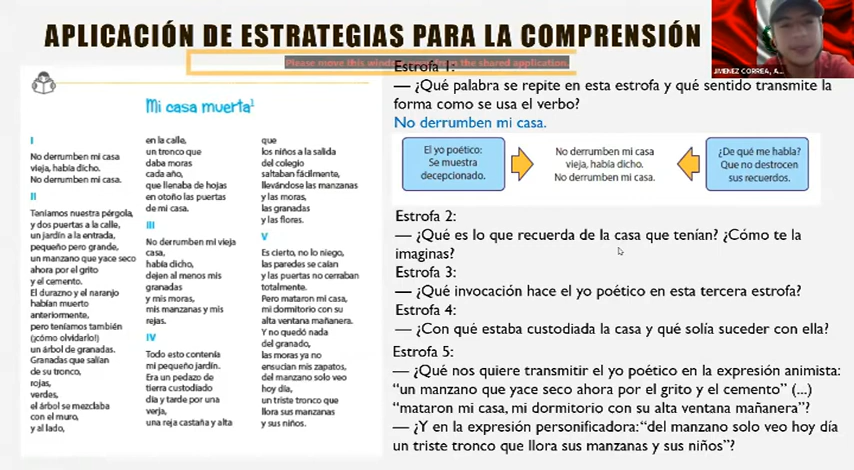 APLICACIÓN DE ESTRATEGIAS PARA LA COMPRENSIÓN
Please move this window from the shared application.
JIMENEZ CORREA, A...
Mi casa muerta¹
I
No derrumben mi casa
vieja, había dicho.
No derrumben mi casa.
II
Teníamos nuestra pérgola,
y dos puertas a la calle,
un jardín a la entrada,
pequeño pero grande,
un manzano que yace seco
ahora por el grito
y el cemento.
El durazno y el naranjo
habían muerto
anteriormente,
pero teníamos también
(¡cómo olvidarlo!)
un árbol de granadas.
Granadas que salían
de su tronco,
rojas,
verdes,
el árbol se mezclaba
con el muro,
y al lado,
en la calle,
un tronco que
daba moras
cada año,
que llenaba de hojas
en otoño las puertas
de mi casa.
III
No derrumben mi vieja
casa,
había dicho,
dejen al menos mis
granadas
y mis moras,
mis manzanas y mis
rejas.
IV
Todo esto contenía
mi pequeño jardín.
Era un pedazo de
tierra custodiado
día y tarde por una
verja,
una reja castaña y alta
que
los niños a la salida
del colegio
saltaban fácilmente,
llevándose las manzanas
y las moras,
las granadas
y las flores.
V
Es cierto, no lo niego,
las paredes se caían
y las puertas no cerraban
totalmente.
Pero mataron mi casa,
mi dormitorio con su
alta ventana mañanera.
Y no quedó nada
del granado,
las moras ya no
ensucian mis zapatos,
del manzano solo veo
hoy día,
un triste tronco que
llora sus manzanas
y sus niños.
Estrofa 1:
— ¿Qué palabra se repite en esta estrofa y qué sentido transmite la
forma como se usa el verbo?
No derrumben mi casa.
El yo poético:
Se muestra
decepcionado.
No derrumben mi casa
vieja, había dicho.
No derrumben mi casa.
¿De qué me habla?
Que no destrocen
sus recuerdos.
Estrofa 2:
— ¿Qué es lo que recuerda de la casa que tenían? ¿Cómo te la
imaginas?
Estrofa 3:
— ¿Qué invocación hace el yo poético en esta tercera estrofa?
Estrofa 4:
— ¿Con qué estaba custodiada la casa y qué solía suceder con ella?
Estrofa 5:
— ¿Qué nos quiere transmitir el yo poético en la expresión animista:
“un manzano que yace seco ahora por el grito y el cemento” (...)
“mataron mi casa, mi dormitorio con su alta ventana mañanera”?
— ¿Y en la expresión personificadora: “del manzano solo veo hoy día
un triste tronco que llora sus manzanas y sus niños”?